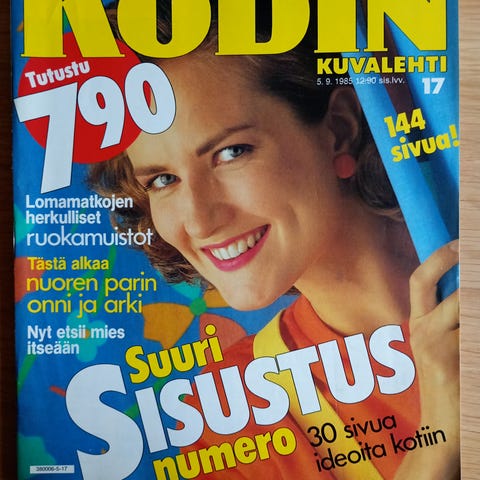 KODIN
KUVALEHTI
5.9.1985 12:90 sis.lvv.
17
Tutustu
7.90
144
sivua!
Lomamatkojen
herkulliset
ruokamuistot
Tästä alkaa
nuoren parin
onni ja arki
Nyt etsii mies
itseään
Suuri
SISUSTUS
numero
30 sivua
ideoita kotiin
380006-5-17